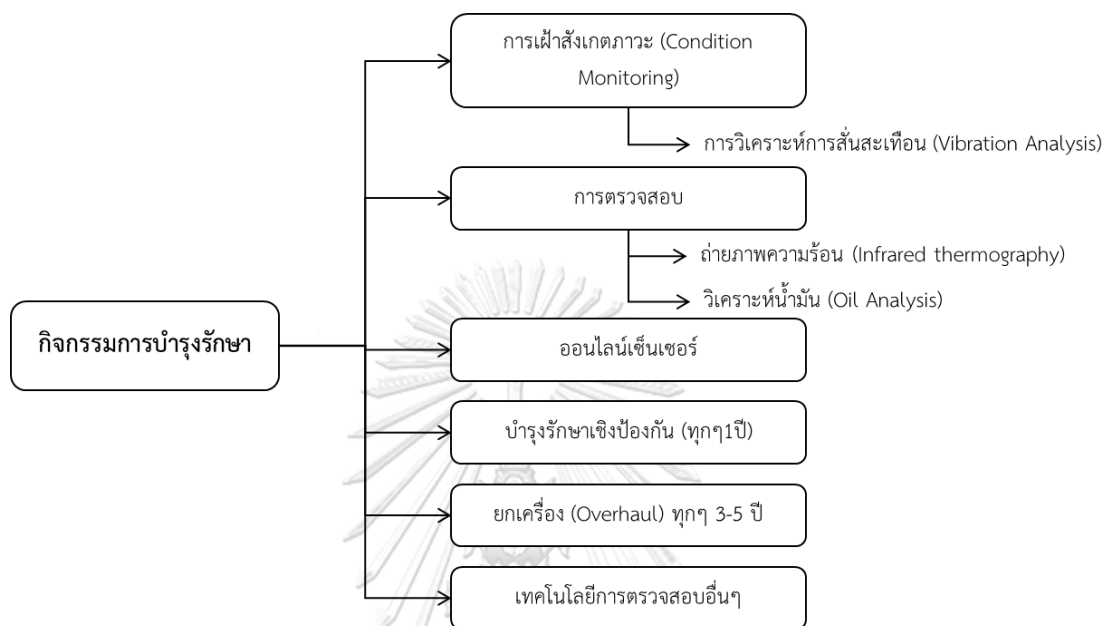 การเฝ้าสังเกตภาวะ (Condition
Monitoring)
การวิเคราะห์การสั่นสะเทือน (Vibration Analysis)
การตรวจสอบ
ถ่ายภาพความร้อน (Infrared thermography)
วิเคราะห์น้ำมัน (Oil Analysis)
กิจกรรมการบำรุงรักษา
ออนไลน์เซ็นเซอร์
บำรุงรักษาเชิงป้องกัน (ทุกๆ1ปี)
ยกเครื่อง (Overhaul) ทุกๆ 3-5 ปี
เทคโนโลยีการตรวจสอบอื่นๆ